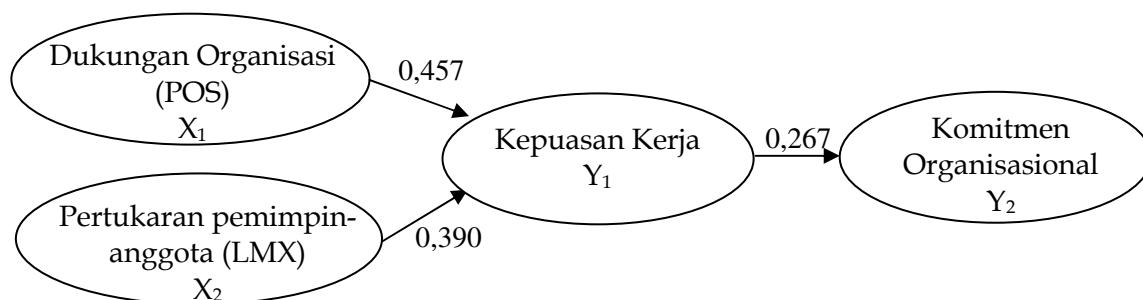 Dukungan Organisasi
(POS)
X₁
0,457
Kepuasan Kerja
Y₁
0,267
Komitmen
Organisasional
Y₂
Pertukaran pemimpin-
anggota (LMX)
X₂
0,390